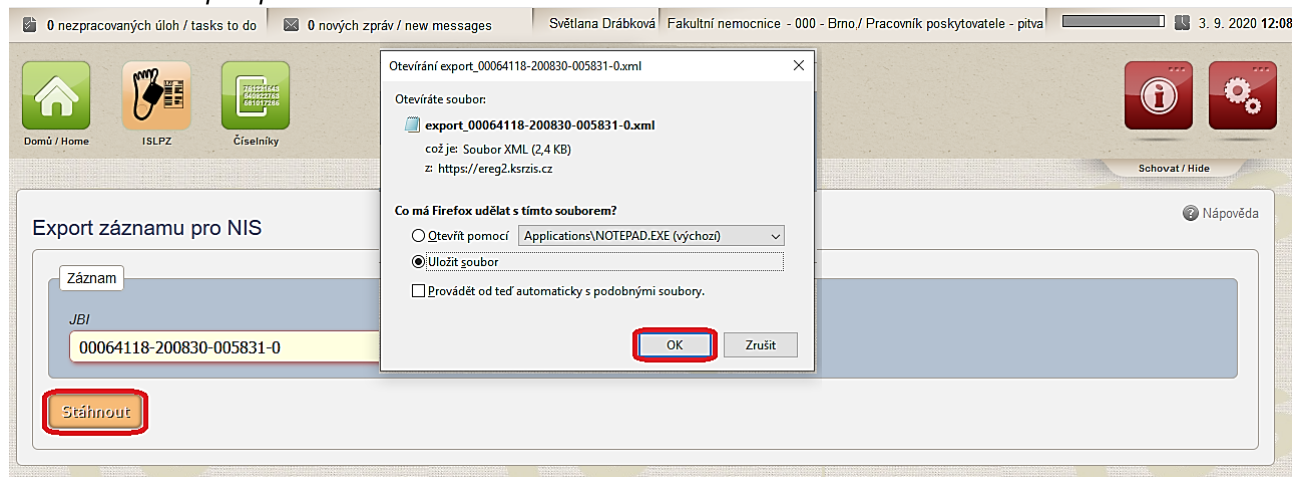 0 nezpracovaných úloh / tasks to do
0 nových zpráv / new messages
Světlana Drábková
Fakultní nemocnice - 000 - Brno,/ Pracovník poskytovatele - pitva
3. 9. 2020 12:08
Domů / Home
ISLPZ
Číselníky
Schovat / Hide
Export záznamu pro NIS
Nápověda
Záznam
JBI
00064118-200830-005831-0
Stáhnout
Otevírání export_00064118-200830-005831-0.xml
Otevíráte soubor:
export_00064118-200830-005831-0.xml
což je: Soubor XML (2,4 KB)
z: https://ereg2.ksrzis.cz
Co má Firefox udělat s tímto souborem?
Otevřít pomocí Applications\NOTEPAD.EXE (výchozí)
Uložit soubor
Provádět od teď automaticky s podobnými soubory.
OK Zrušit